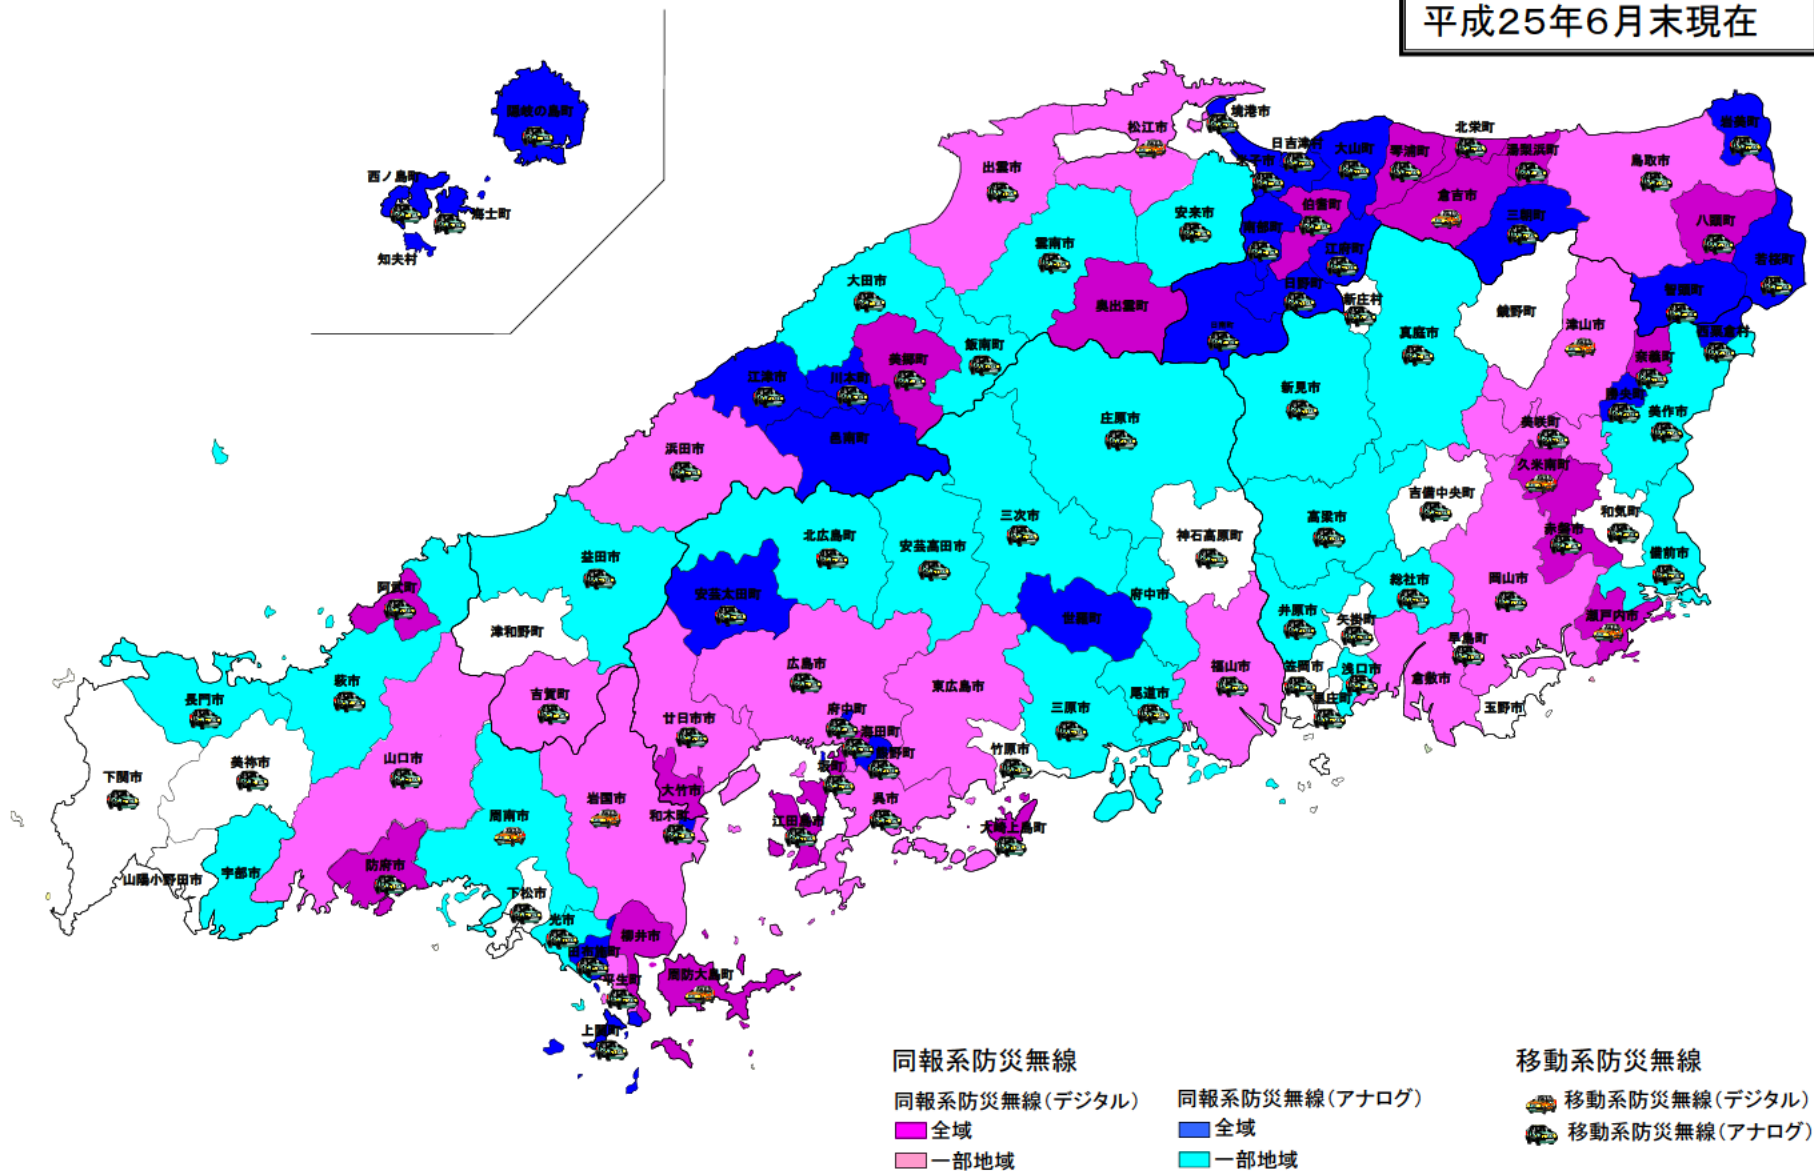 平成25年6月末現在
隠岐の島町
西ノ島町
海士町
知夫村
松江市
境港市
出雲市
日吉津村
米子市
大山町
琴浦町
北栄町
湯梨浜町
鳥取市
岩美町
安来市
雲南市
伯耆町
南部町
江府町
倉吉市
三朝町
八頭町
若桜町
智頭町
大田市
奥出雲町
日野町
新庄村
鏡野町
津山市
西粟倉村
真庭市
奈義町
飯南町
美郷町
川本町
江津市
新見市
勝央町
美作市
邑南町
庄原市
美咲町
浜田市
久米南町
吉備中央町
和気町
高梁市
赤磐市
備前市
三次市
神石高原町
北広島町
安芸高田市
益田市
安芸太田町
阿武町
津和野町
世羅町
府中市
総社市
岡山市
井原市
矢掛町
早島町
瀬戸内市
広島市
東広島市
福山市
笠岡市
浅口市
倉敷市
里庄町
玉野市
吉賀町
萩市
長門市
廿日市市
府中町
海田町
熊野町
坂町
竹原市
三原市
尾道市
下関市
美祢市
山口市
岩国市
大竹市
和木町
江田島市
呉市
大崎上島町
周南市
防府市
宇部市
山陽小野田市
下松市
光市
田布施町
柳井市
平生町
周防大島町
上関町
同報系防災無線
同報系防災無線(デジタル)
全域
一部地域
同報系防災無線(アナログ)
全域
一部地域
移動系防災無線
移動系防災無線(デジタル)
移動系防災無線(アナログ)